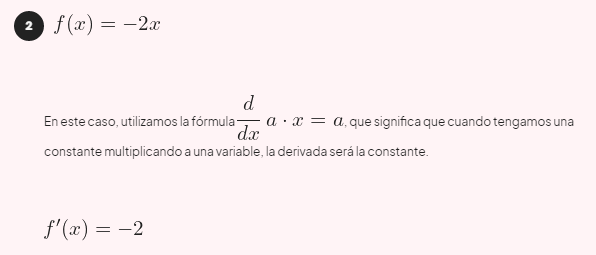 2 f(x) = −2x
En este caso, utilizamos la fórmula d/dx a · x = a, que significa que cuando tengamos una
constante multiplicando a una variable, la derivada será la constante.
f′(x) = −2